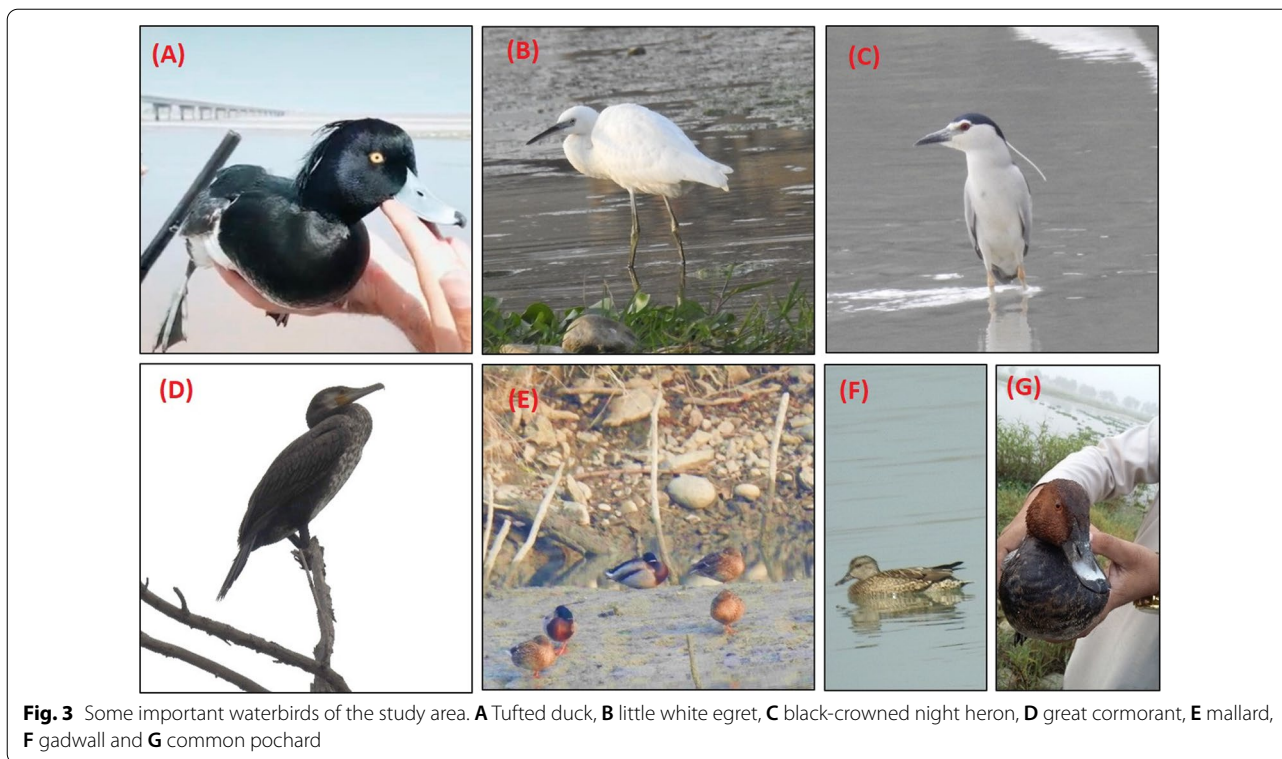 (A)
(B)
(C)
(D)
(E)
(F)
(G)
Fig. 3 Some important waterbirds of the study area. A Tufted duck, B little white egret, C black-crowned night heron, D great cormorant, E mallard,
F gadwall and G common pochard